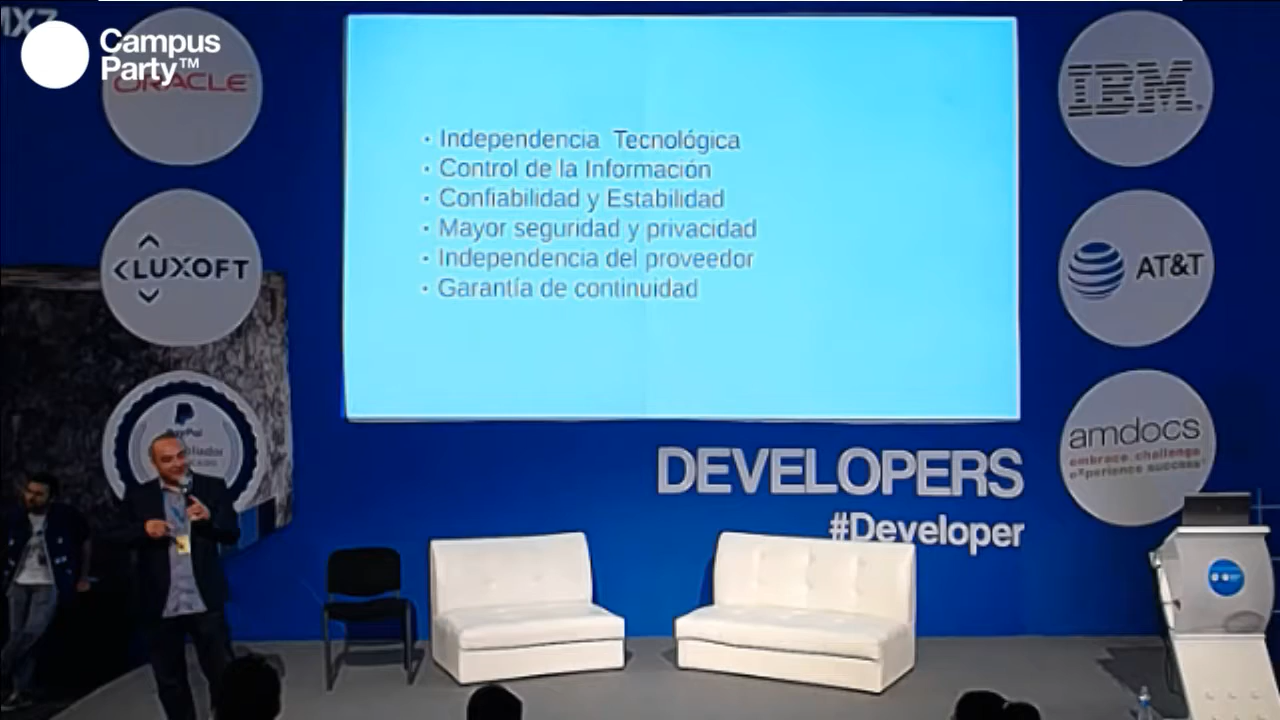 Campus
Party™
ORACLE
IBM
· Independencia Tecnológica
· Control de la Información
· Confiabilidad y Estabilidad
· Mayor seguridad y privacidad
· Independencia del proveedor
· Garantía de continuidad
LUXOFT
AT&T
PayPal
amdocs
embrace challenge
experience success
DEVELOPERS
#Developer